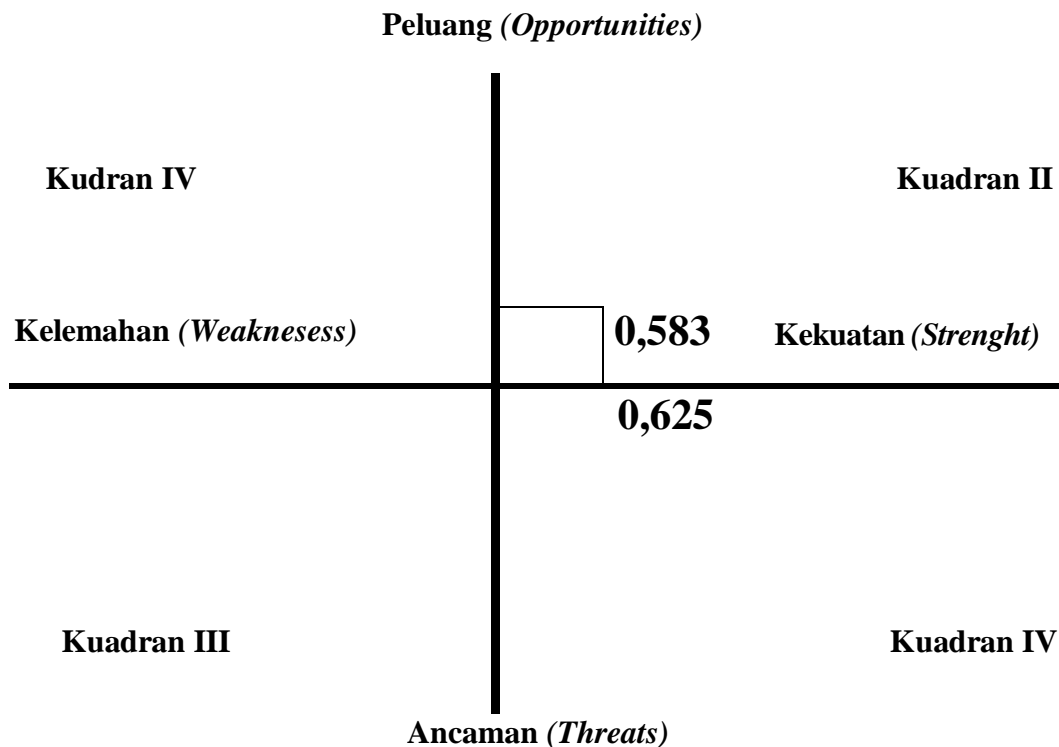 Peluang (Opportunities)
Kudran IV
Kuadran II
Kelemahan (Weaknesess)
0,583
Kekuatan (Strenght)
0,625
Kuadran III
Kuadran IV
Ancaman (Threats)